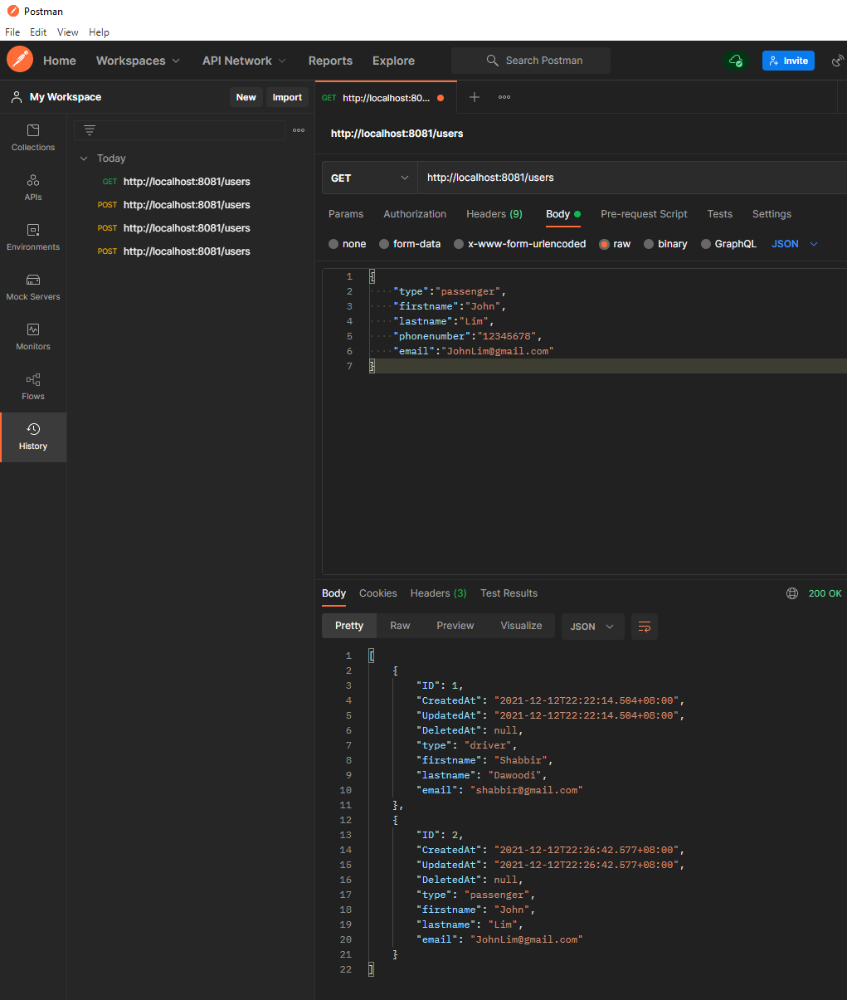 Postman
File Edit View Help
Home Workspaces API Network Reports Explore Search Postman Invite
My Workspace New Import
GET http://localhost:80...
http://localhost:8081/users
Collections
APIs
Environments
Mock Servers
Monitors
Flows
History
Today
GET http://localhost:8081/users
POST http://localhost:8081/users
POST http://localhost:8081/users
POST http://localhost:8081/users
GET http://localhost:8081/users
Params Authorization Headers (9) Body Pre-request Script Tests Settings
none form-data x-www-form-urlencoded raw binary GraphQL JSON
1 {
2 "type":"passenger",
3 "firstname":"John",
4 "lastname":"Lim",
5 "phonenumber":"12345678",
6 "email":"JohnLim@gmail.com"
7 }
Body Cookies Headers (3) Test Results 200 OK
Pretty Raw Preview Visualize JSON
1 [
2 {
3 "ID": 1,
4 "CreatedAt": "2021-12-12T22:22:14.504+08:00",
5 "UpdatedAt": "2021-12-12T22:22:14.504+08:00",
6 "DeletedAt": null,
7 "type": "driver",
8 "firstname": "Shabbir",
9 "lastname": "Dawoodi",
10 "email": "shabbir@gmail.com"
11 },
12 {
13 "ID": 2,
14 "CreatedAt": "2021-12-12T22:26:42.577+08:00",
15 "UpdatedAt": "2021-12-12T22:26:42.577+08:00",
16 "DeletedAt": null,
17 "type": "passenger",
18 "firstname": "John",
19 "lastname": "Lim",
20 "email": "JohnLim@gmail.com"
21 }
22 ]